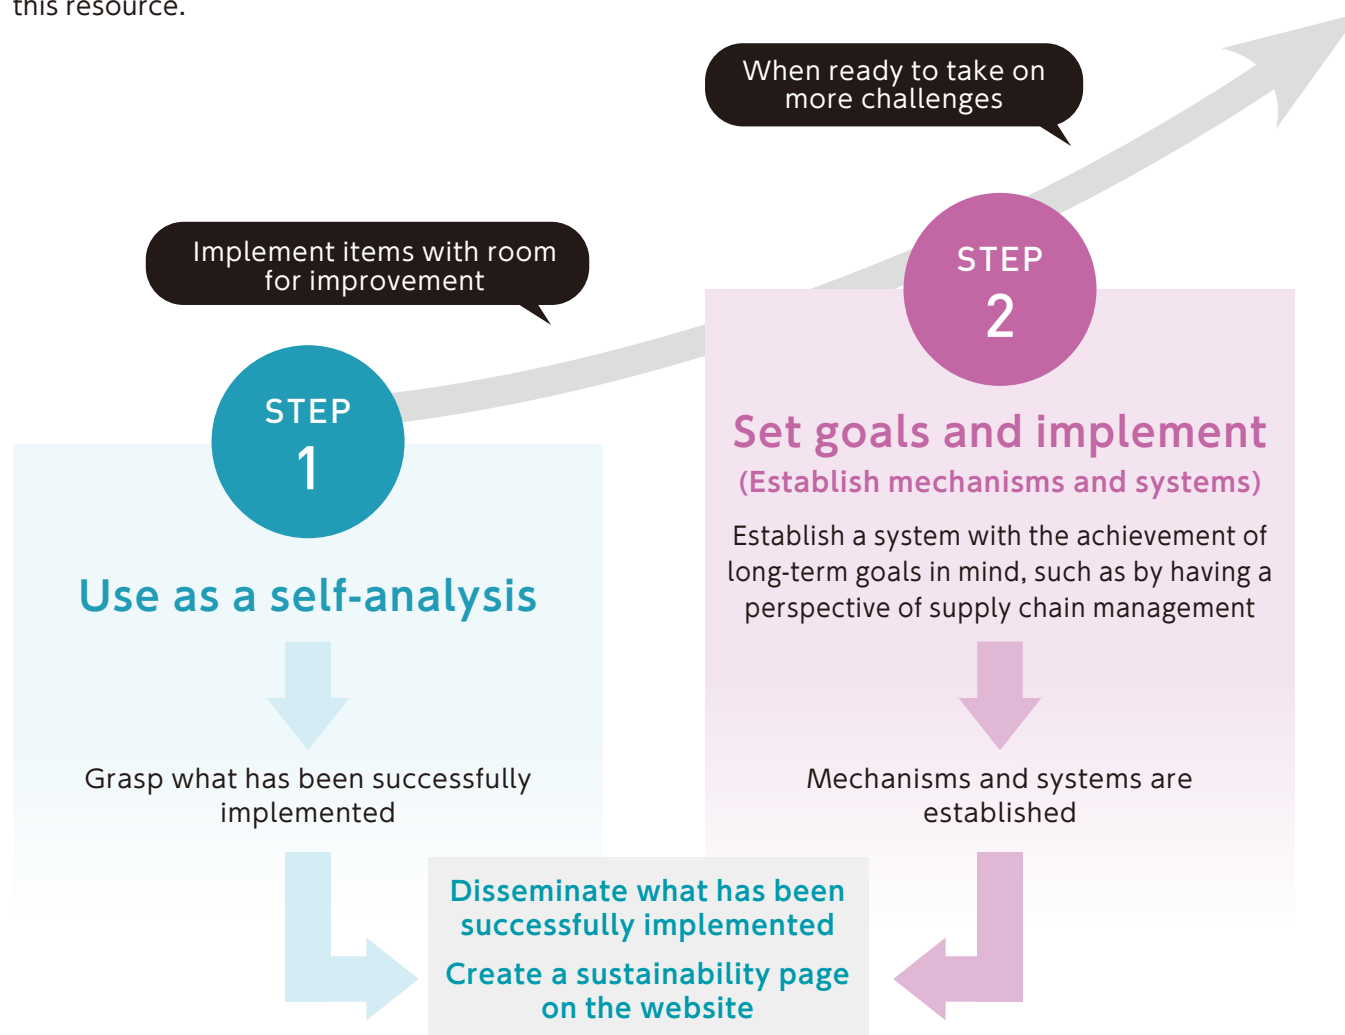 this resource.
When ready to take on
more challenges
Implement items with room
for improvement
STEP
1
Use as a self-analysis
Grasp what has been successfully
implemented
STEP
2
Set goals and implement
(Establish mechanisms and systems)
Establish a system with the achievement of
long-term goals in mind, such as by having a
perspective of supply chain management
Mechanisms and systems are
established
Disseminate what has been
successfully implemented
Create a sustainability page
on the website